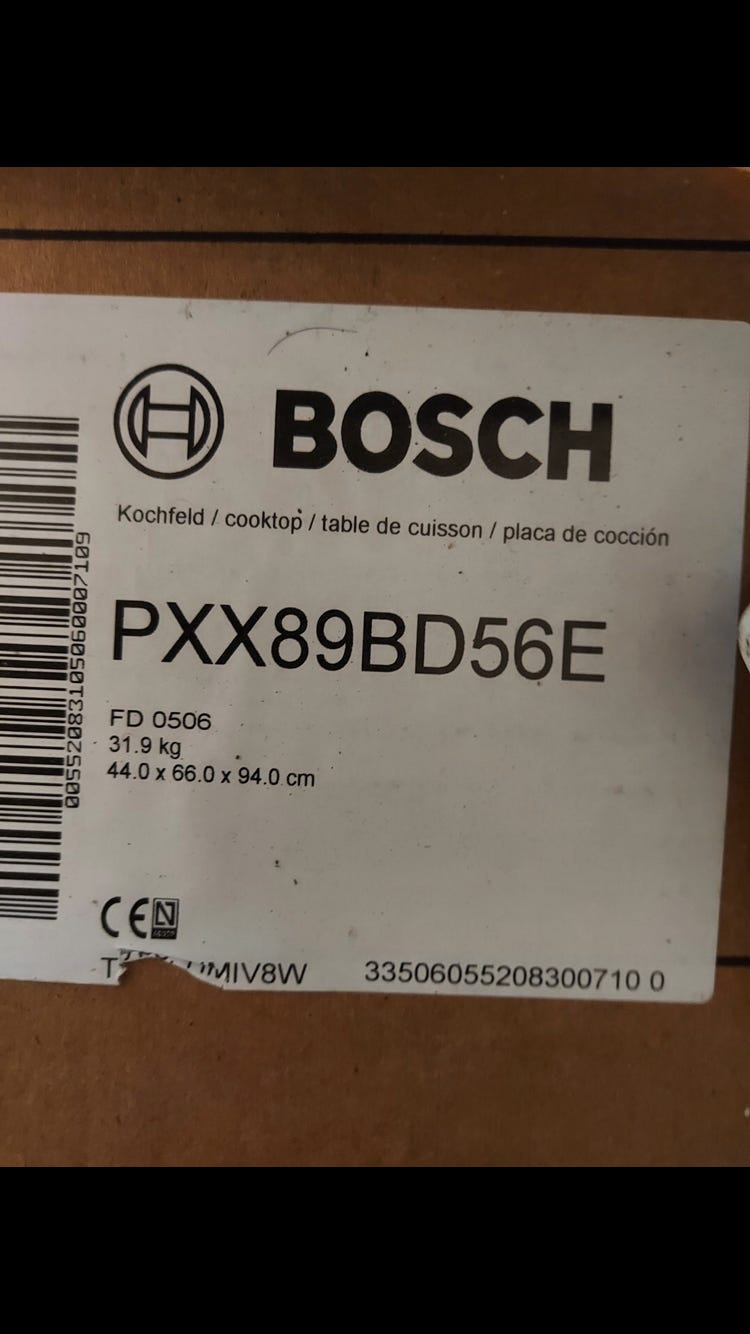 BOSCH
Kochfeld / cooktop / table de cuisson / placa de cocción
PXX89BD56E
FD 0506
31.9 kg
44.0 x 66.0 x 94.0 cm
00552083105060007109
CE N
MIV8W 33506055208300710 0